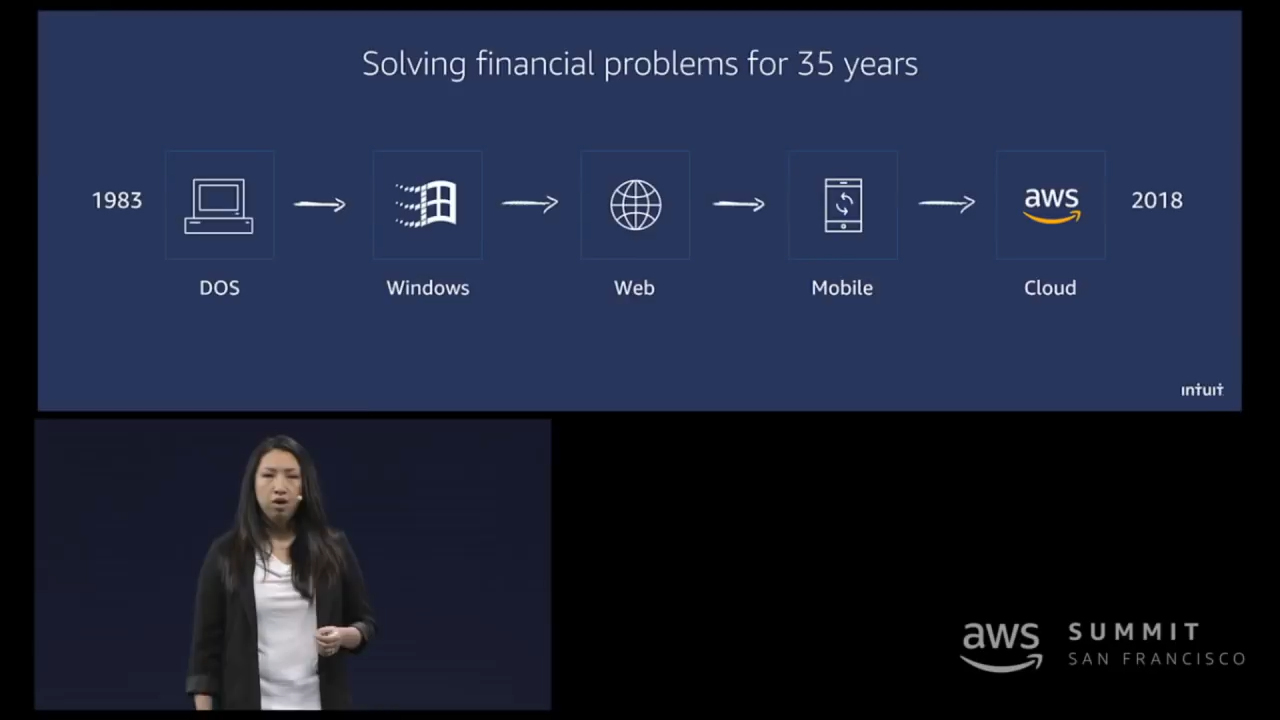 Solving financial problems for 35 years
1983
aws
2018
DOS
Windows
Web
Mobile
Cloud
intuit
aws SUMMIT
SAN FRANCISCO